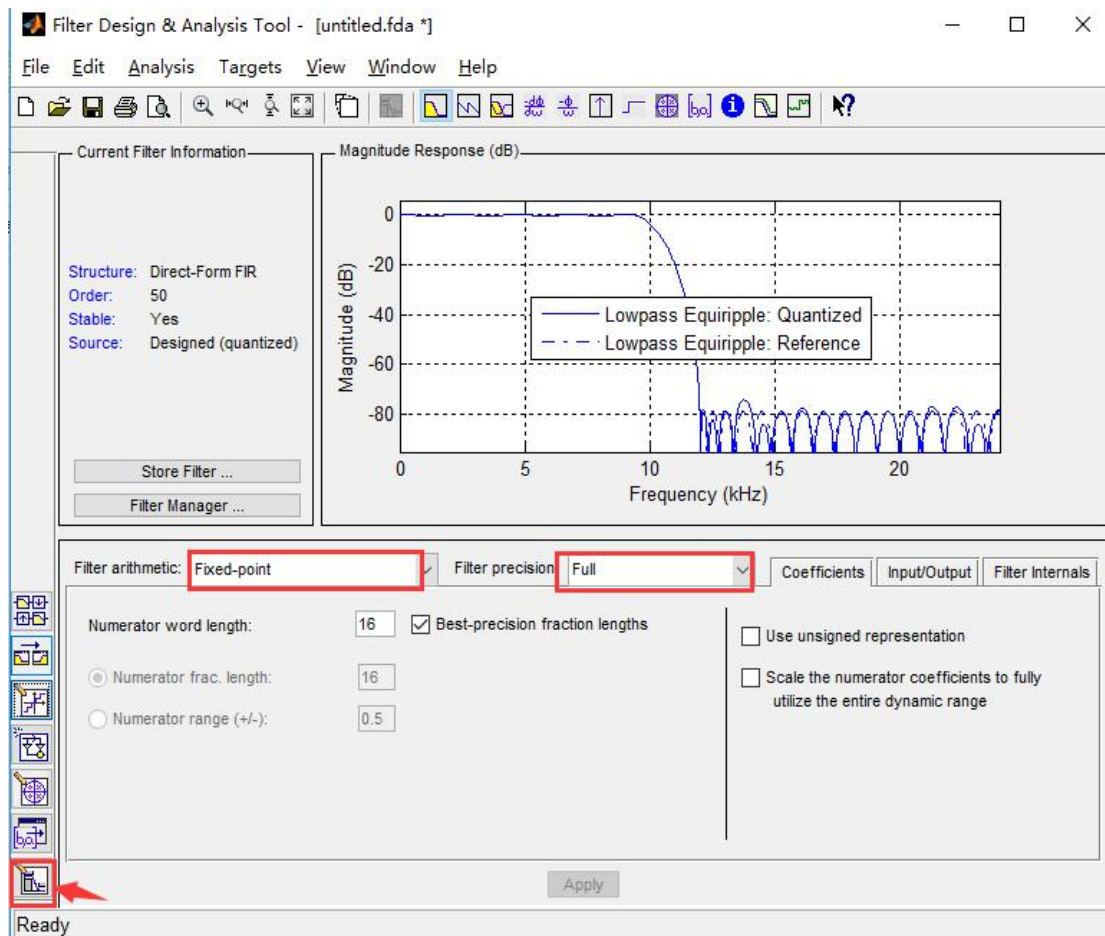 Filter Design & Analysis Tool - [untitled.fda *]
File Edit Analysis Targets View Window Help
Current Filter Information
Structure: Direct-Form FIR
Order: 50
Stable: Yes
Source: Designed (quantized)
Store Filter ...
Filter Manager ...
Magnitude Response (dB)
Magnitude (dB)
0
-20
-40
-60
-80
Lowpass Equiripple: Quantized
Lowpass Equiripple: Reference
0 5 10 15 20
Frequency (kHz)
Filter arithmetic: Fixed-point Filter precision Full Coefficients Input/Output Filter Internals
Numerator word length: 16 Best-precision fraction lengths
Numerator frac. length: 16
Numerator range (+/-): 0.5
Use unsigned representation
Scale the numerator coefficients to fully
utilize the entire dynamic range
Apply
Ready